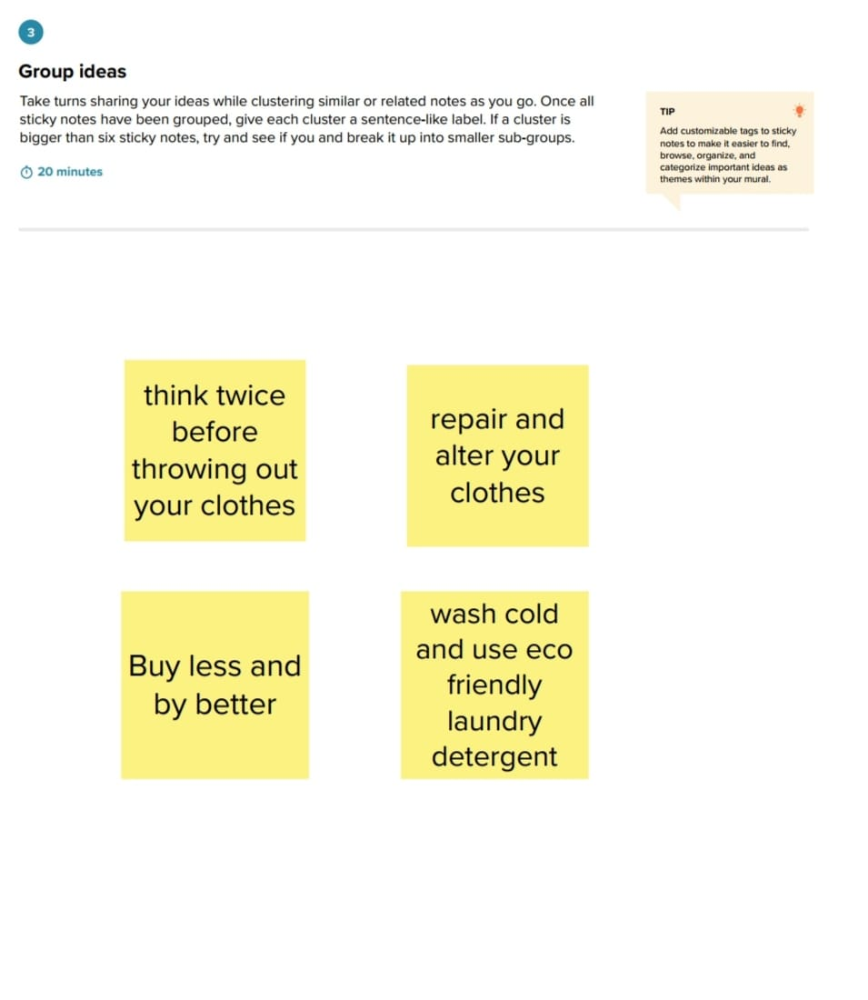 3
Group ideas
Take turns sharing your ideas while clustering similar or related notes as you go. Once all
sticky notes have been grouped, give each cluster a sentence-like label. If a cluster is
bigger than six sticky notes, try and see if you and break it up into smaller sub-groups.
20 minutes
TIP
Add customizable tags to sticky
notes to make it easier to find,
browse, organize, and
categorize important ideas as
themes within your mural.
think twice
before
throwing out
your clothes
repair and
alter your
clothes
Buy less and
by better
wash cold
and use eco
friendly
laundry
detergent